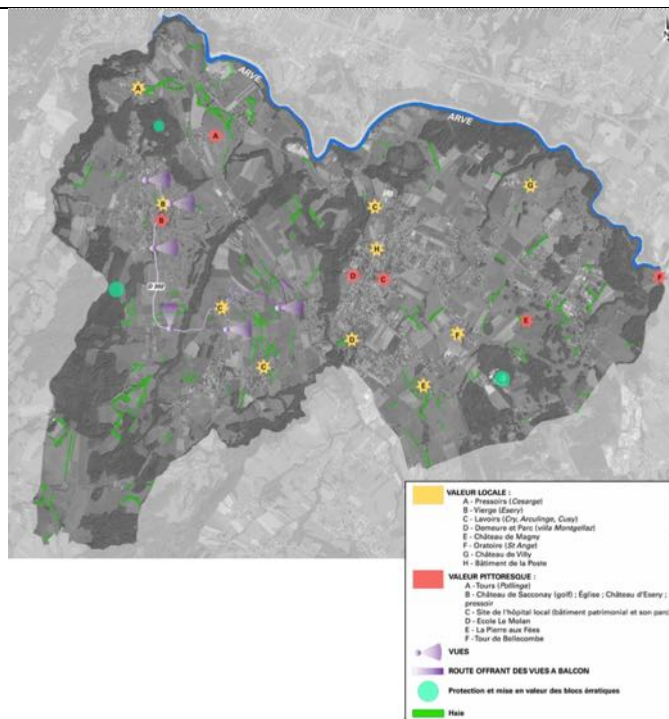 ARVE
ARVE
A
A
B
B
G
C
H
D
C
F
D 202
C
E
D
F
C
E
VALEUR LOCALE :
A - Pressoirs (Cesarge)
B - Vierge (Esery)
C - Lavoirs (Cry, Arculinge, Cusy)
D - Demeure et Parc (villa Montgellaz)
E - Château de Magny
F - Oratoire (St Ange)
G - Château de Villy
H - Bâtiment de la Poste
VALEUR PITTORESQUE :
A - Tours (Pollinge)
B - Château de Sacconay (golf) ; Église ; Château d'Esery ;
pressoir
C - Site de l'hôpital local (bâtiment patrimonial et son parc)
D - Ecole Le Molan
E - La Pierre aux Fées
F - Tour de Bellecombe
VUES
ROUTE OFFRANT DES VUES A BALCON
Protection et mise en valeur des blocs érratiques
Haie